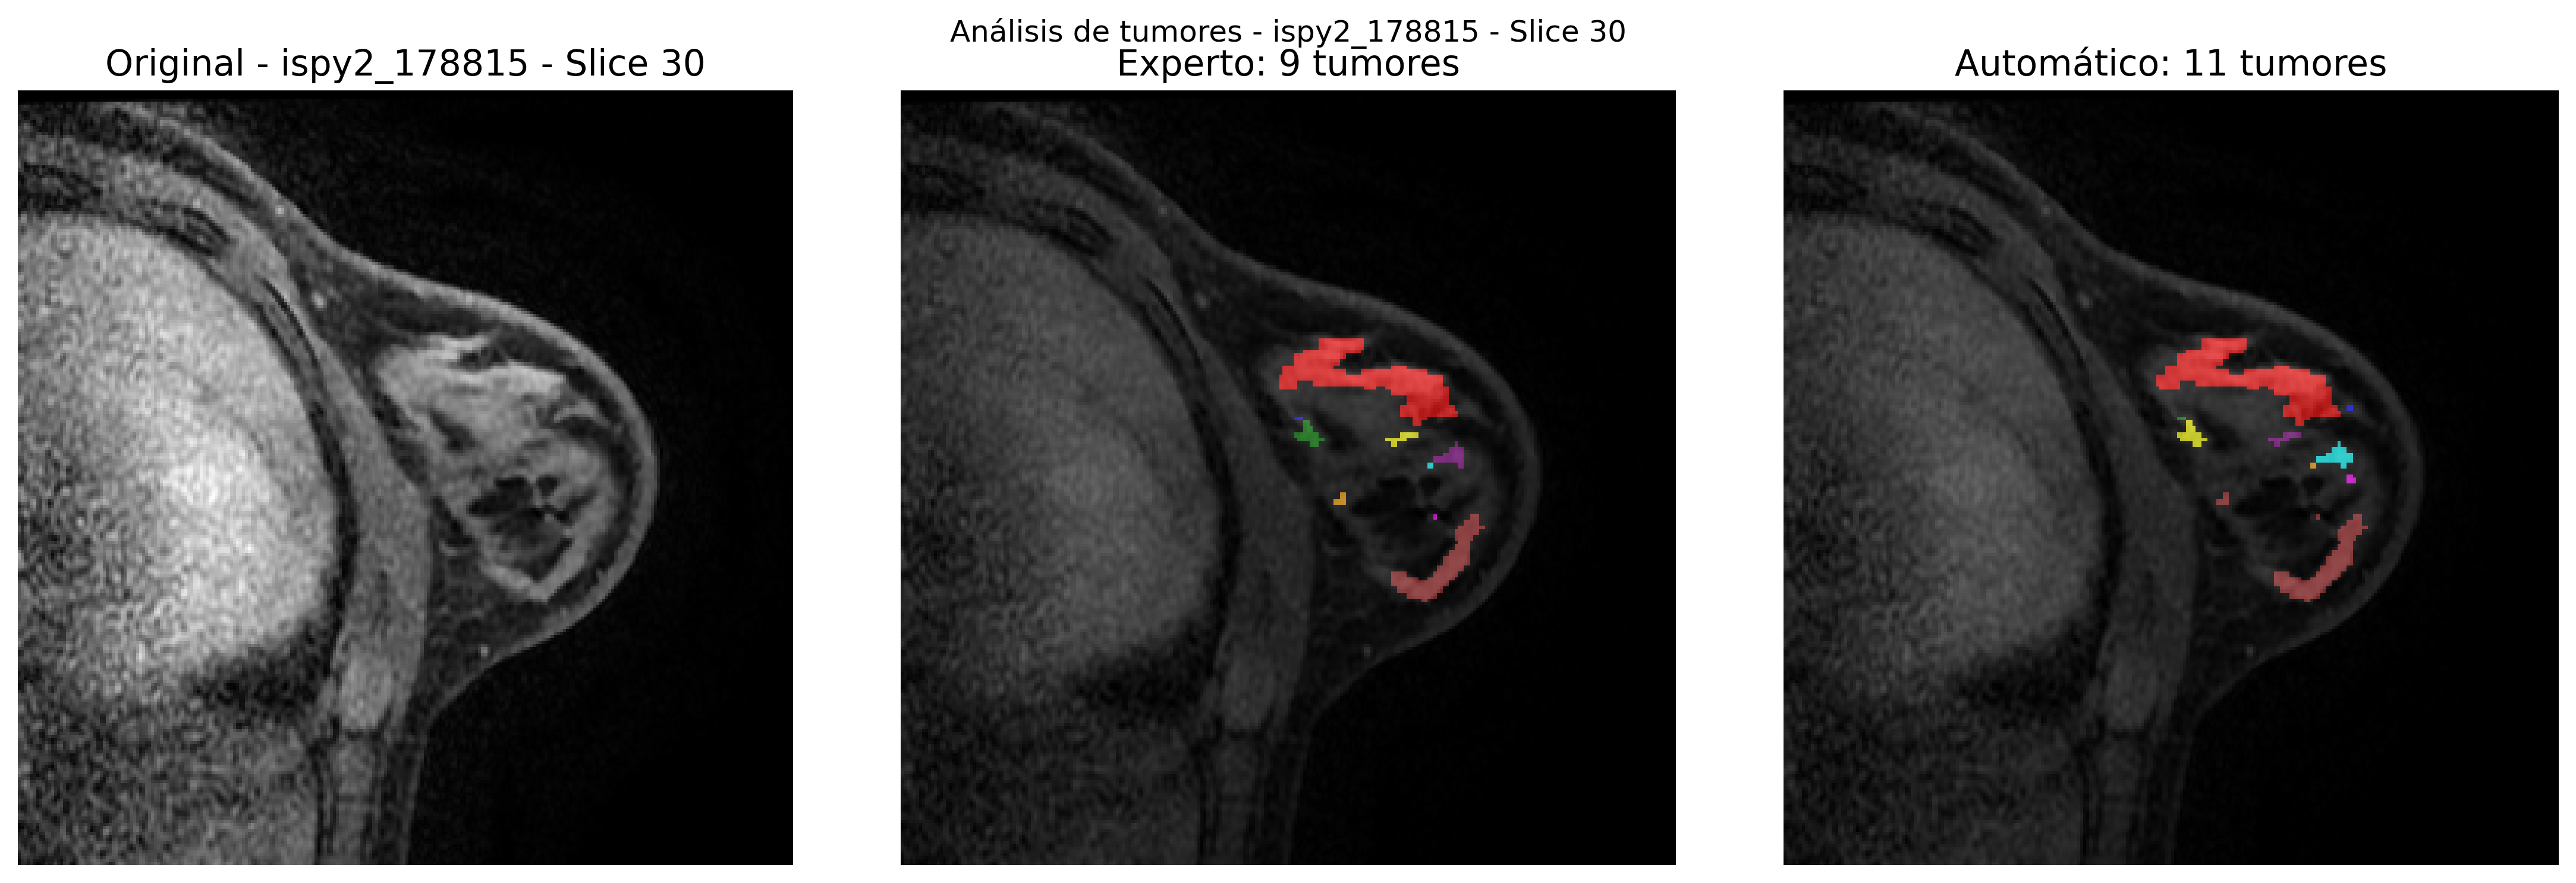 Análisis de tumores - ispy2_178815 - Slice 30
Original - ispy2_178815 - Slice 30
Experto: 9 tumores
Automático: 11 tumores